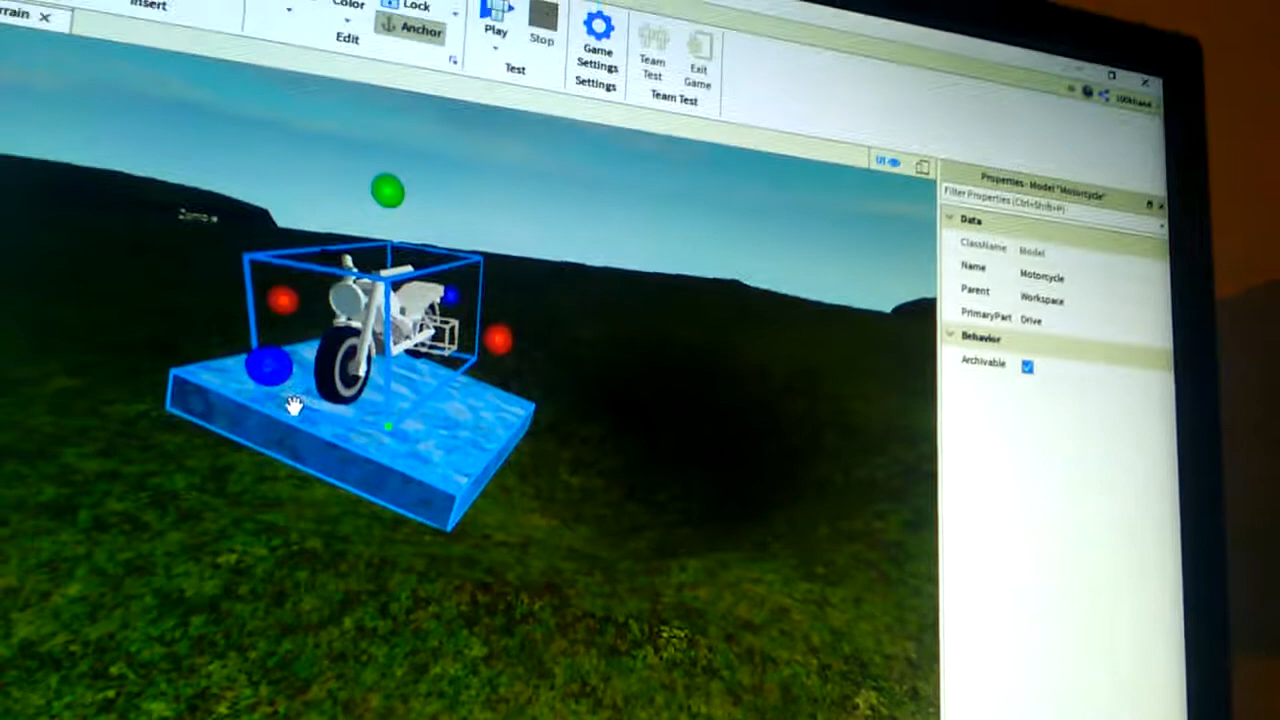 rrain X
Insert
Color
Lock
Anchor
Edit
Play
Stop
Test
Game
Settings
Settings
Team
Test
Exit
Game
Team Test
Properties - Model "Motorcycle"
Filter Properties (Ctrl+Shift+P)
Data
ClassName Model
Name Motorcycle
Parent Workspace
PrimaryPart Drive
Behavior
Archivable